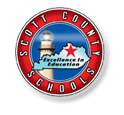 SCOTT COUNTY
Excellence in
Education
SCHOOLS